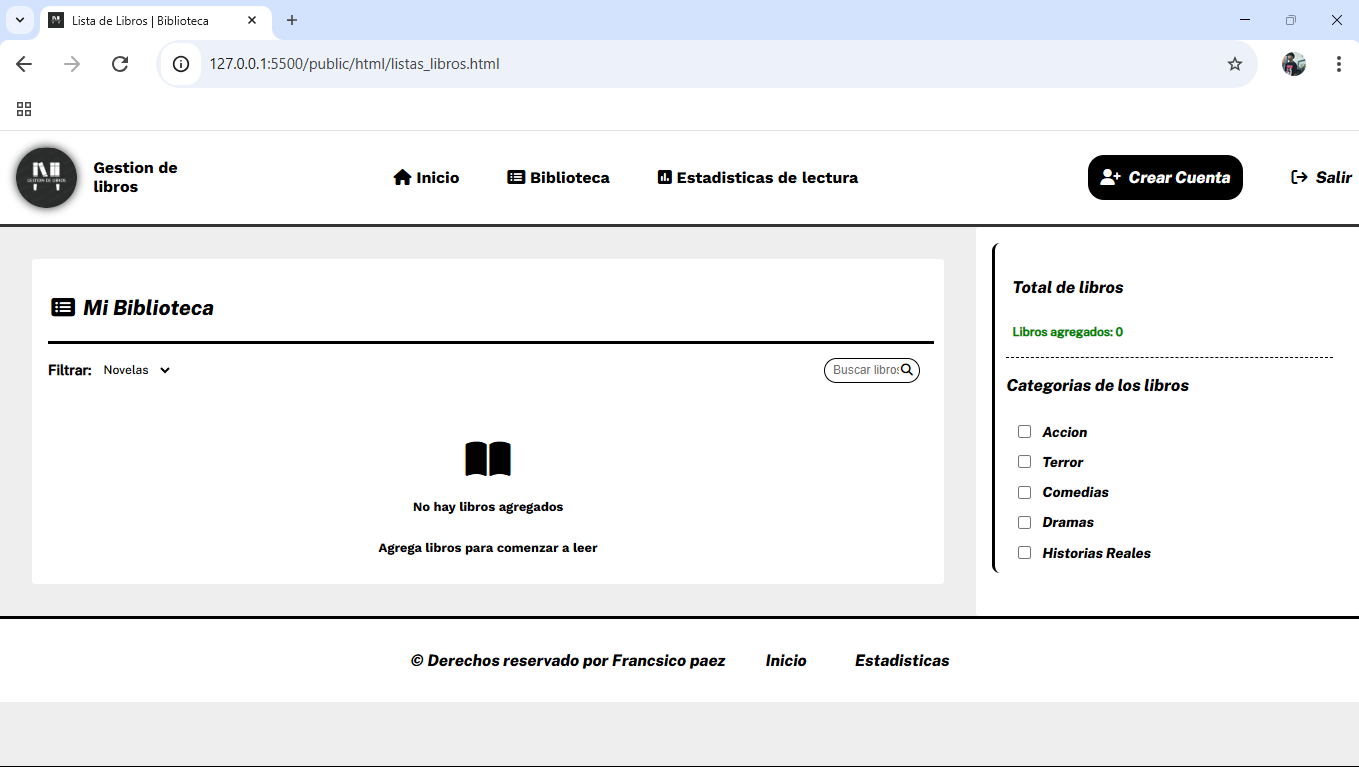 Lista de Libros | Biblioteca
127.0.0.1:5500/public/html/listas_libros.html
GESTION DE LIBROS
Gestion de
libros
Inicio
Biblioteca
Estadisticas de lectura
Crear Cuenta
Salir
Mi Biblioteca
Filtrar: Novelas
Buscar libros
No hay libros agregados
Agrega libros para comenzar a leer
Total de libros
Libros agregados: 0
Categorias de los libros
Accion
Terror
Comedias
Dramas
Historias Reales
© Derechos reservado por Francsico paez
Inicio
Estadisticas